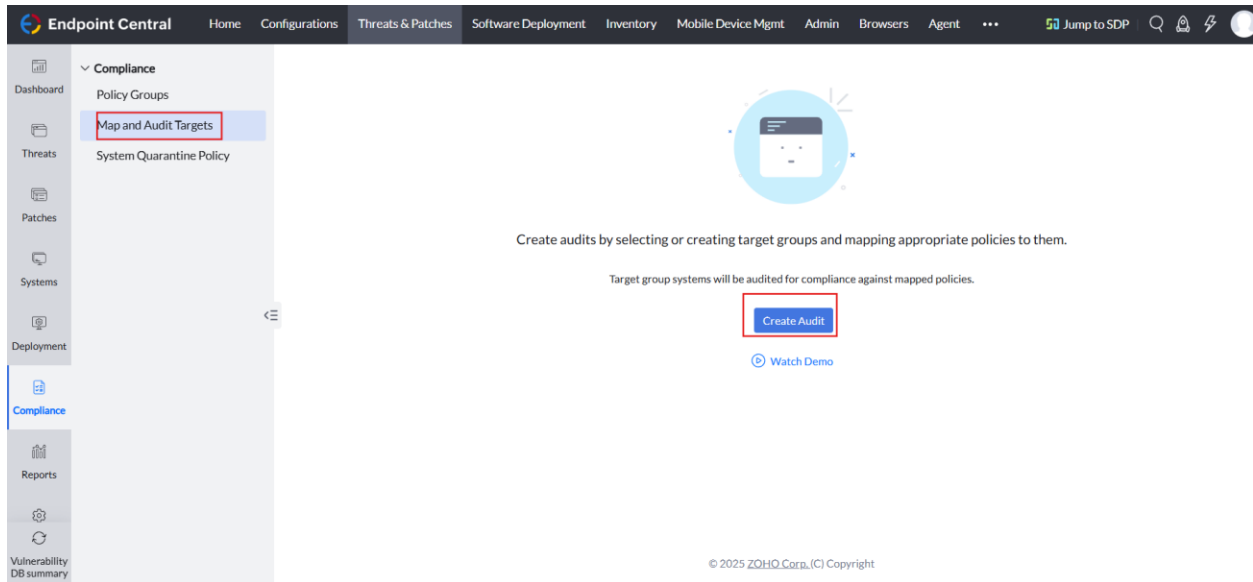 Endpoint Central Home Configurations Threats & Patches Software Deployment Inventory Mobile Device Mgmt Admin Browsers Agent ••• Jump to SDP
Dashboard
Threats
Patches
Systems
Deployment
Compliance
Reports
Vulnerability
DB summary
Compliance
Policy Groups
Map and Audit Targets
System Quarantine Policy
Create audits by selecting or creating target groups and mapping appropriate policies to them.
Target group systems will be audited for compliance against mapped policies.
Create Audit
Watch Demo
© 2025 ZOHO Corp. (C) Copyright